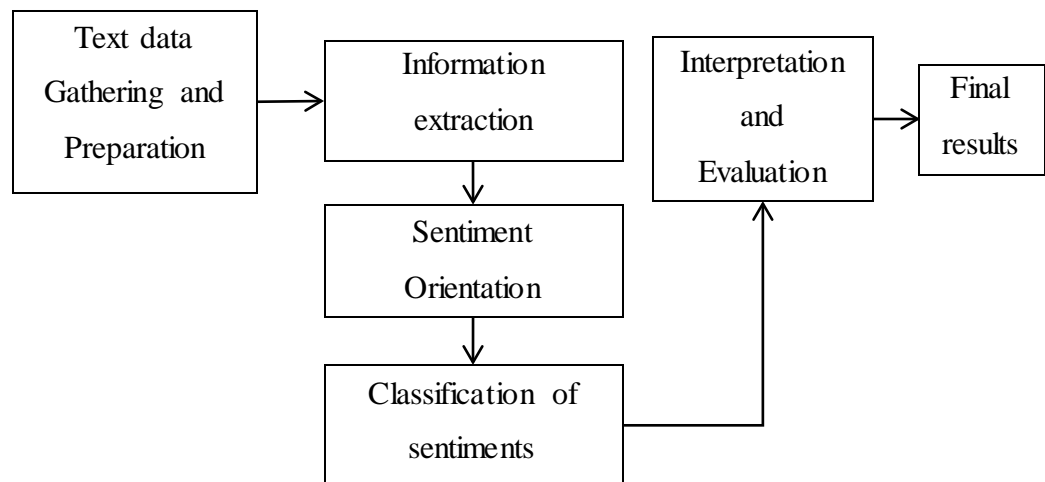 Text data
Gathering and
Preparation
Information
extraction
Sentiment
Orientation
Classification of
sentiments
Interpretation
and
Evaluation
Final
results